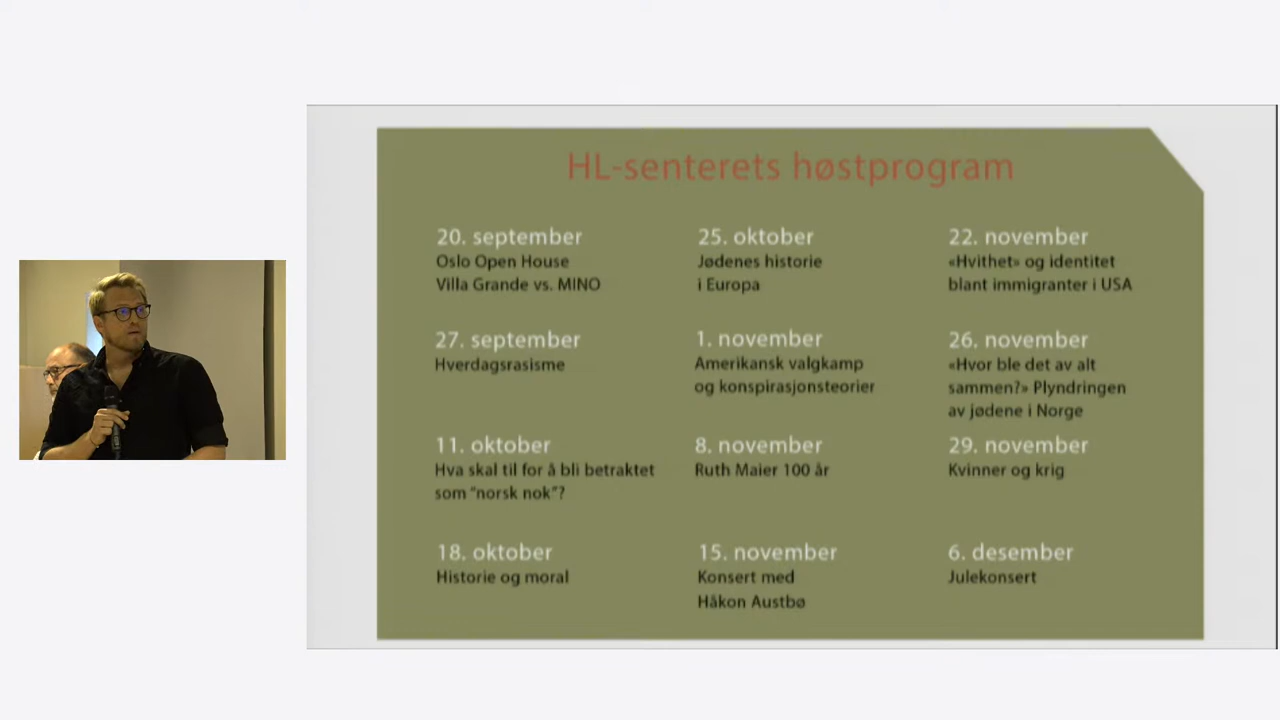 HL-senterets høstprogram
20. september
Oslo Open House
Villa Grande vs. MINO
27. september
Hverdagsrasisme
11. oktober
Hva skal til for å bli betraktet
som "norsk nok"?
18. oktober
Historie og moral
25. oktober
Jødenes historie
i Europa
1. november
Amerikansk valgkamp
og konspirasjonsteorier
8. november
Ruth Maier 100 år
15. november
Konsert med
Håkon Austbø
22. november
«Hvithet» og identitet
blant immigranter i USA
26. november
«Hvor ble det av alt
sammen?» Plyndringen
av jødene i Norge
29. november
Kvinner og krig
6. desember
Julekonsert